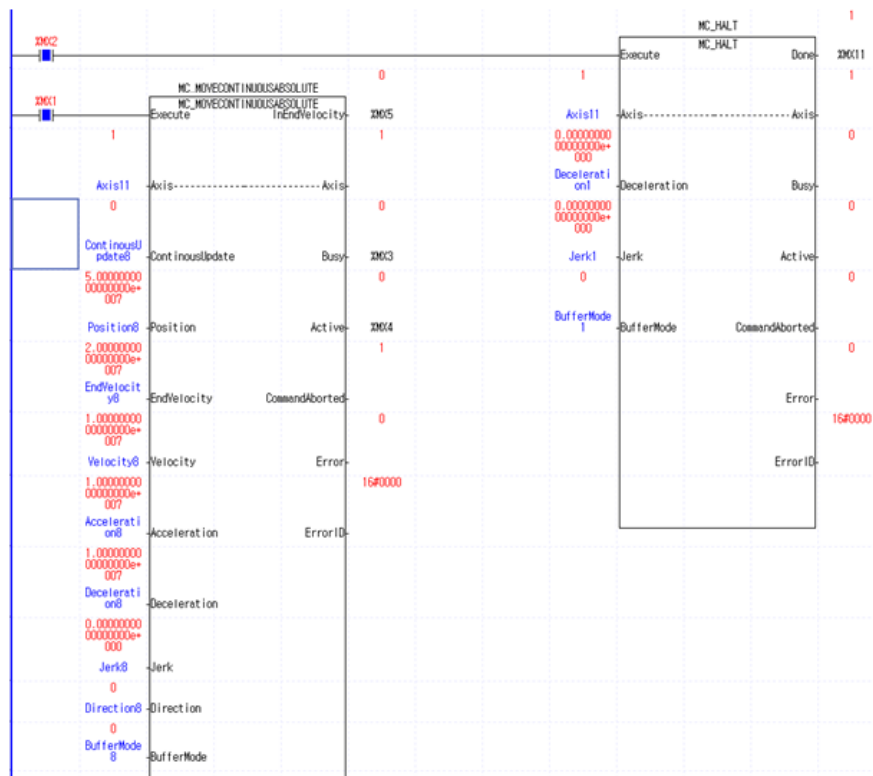 1
MC_HALT
%MX2
MC_HALT
Execute
Done
%MX11
0
1
1
MC_MOVECONTINUOUSABSOLUTE
%MX1
MC_MOVECONTINUOUSABSOLUTE
Execute
InEndVelocity
%MX5
Axis11
Axis
Axis
1
1
0.00000000
00000000e+
000
0
Axis11
Axis
Axis
Decelerati
on1
Deceleration
Busy
0
0
0.00000000
00000000e+
000
0
ContinousU
pdate8
ContinousUpdate
Busy
%MX3
Jerk1
Jerk
Active
5.00000000
00000000e+
007
0
0
0
Position8
Position
Active
%MX4
BufferMode
1
BufferMode
CommandAborted
2.00000000
00000000e+
007
1
0
EndVelocit
y8
EndVelocity
CommandAborted
Error
1.00000000
00000000e+
007
0
16#0000
Velocity8
Velocity
Error
ErrorID
1.00000000
00000000e+
007
16#0000
Accelerati
on8
Acceleration
ErrorID
1.00000000
00000000e+
007
Decelerati
on8
Deceleration
0.00000000
00000000e+
000
Jerk8
Jerk
0
Direction8
Direction
0
BufferMode
8
BufferMode